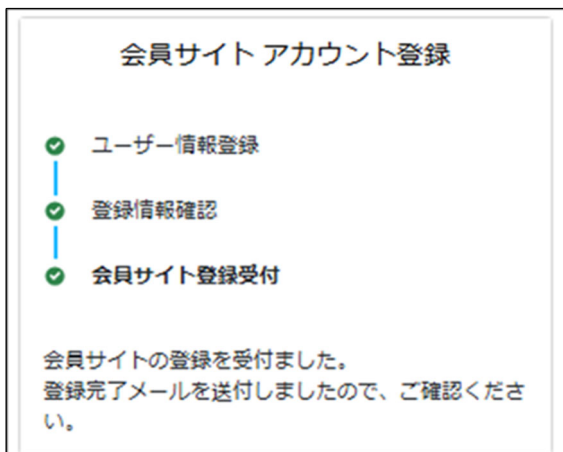 会員サイト アカウント登録
ユーザー情報登録
登録情報確認
会員サイト登録受付
会員サイトの登録を受付ました。
登録完了メールを送付しましたので、ご確認くださ
い。